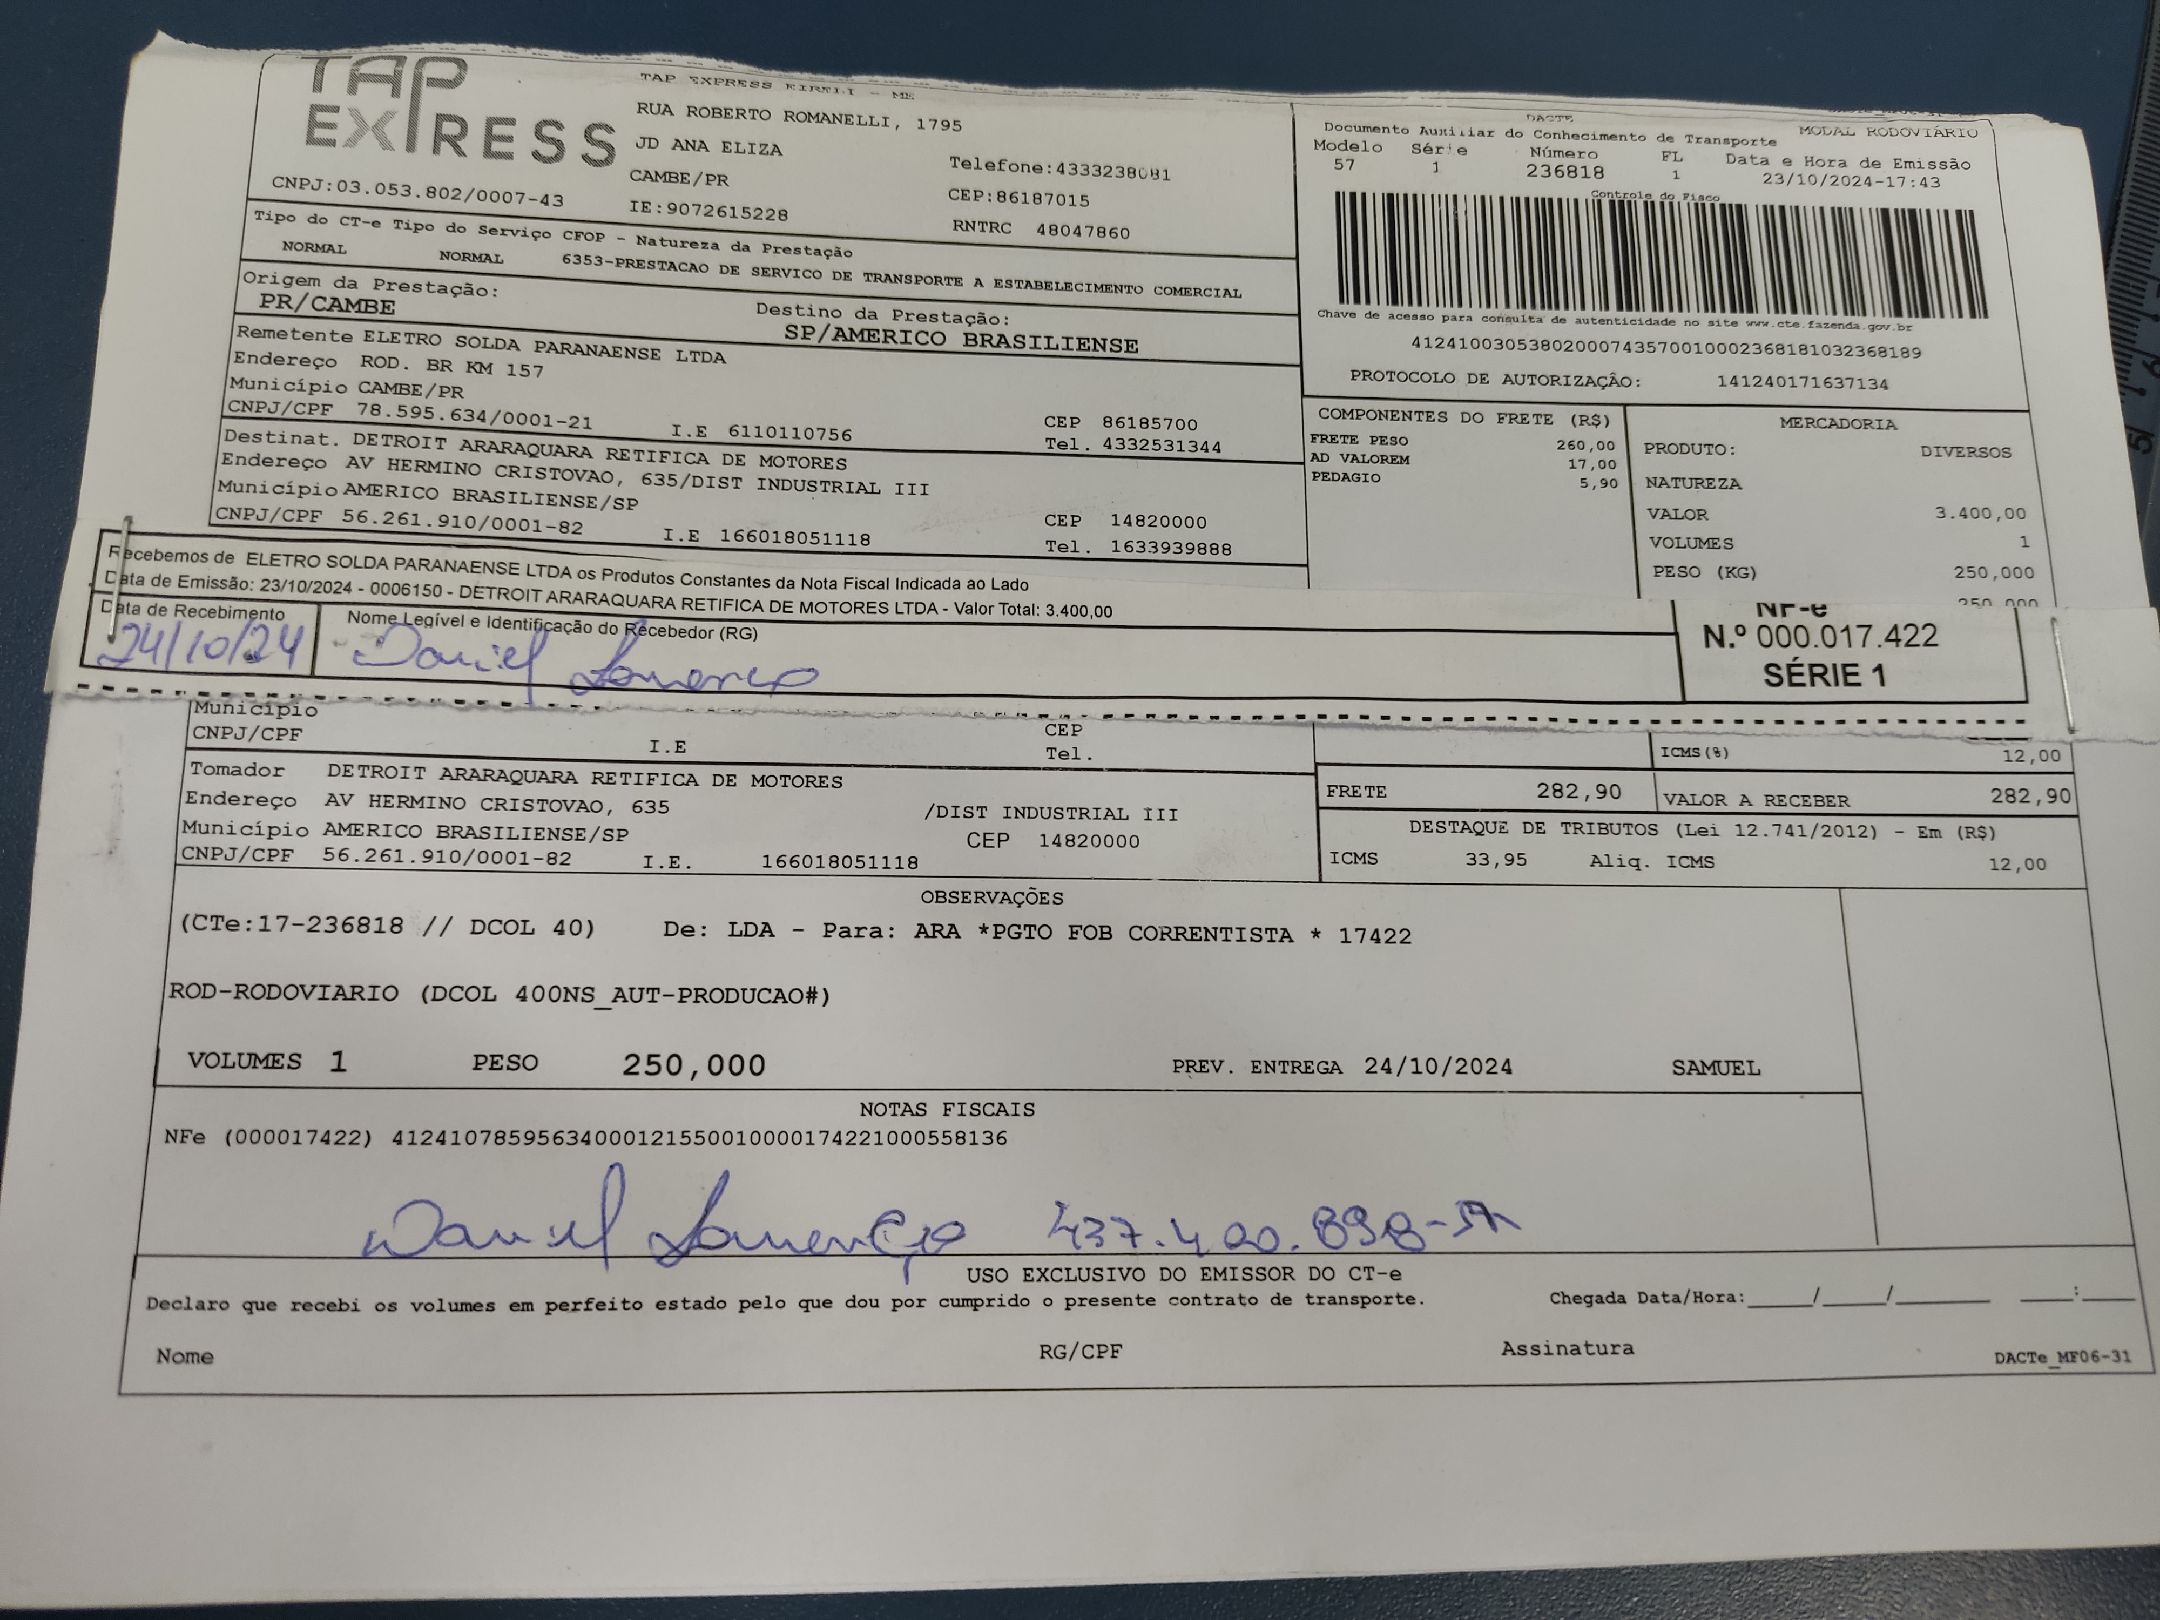 TAP EXPRESS
TAP EXPRESS EIRELI - ME
RUA ROBERTO ROMANELLI, 1795
JD ANA ELIZA
CAMBE/PR
Telefone:4333238081
CNPJ:03.053.802/0007-43
IE:9072615228
CEP:86187015
RNTRC 48047860
DACTE
Documento Auxiliar do Conhecimento de Transporte
MODAL RODOVIÁRIO
Modelo Série Número FL Data e Hora de Emissão
57 1 236818 1 23/10/2024-17:43
Controle do Fisco
Tipo do CT-e Tipo do Serviço CFOP - Natureza da Prestação
NORMAL NORMAL 6353-PRESTACAO DE SERVICO DE TRANSPORTE A ESTABELECIMENTO COMERCIAL
Origem da Prestação:
PR/CAMBE
Destino da Prestação:
SP/AMERICO BRASILIENSE
Chave de acesso para consulta de autenticidade no site www.cte.fazenda.gov.br
41241003053802000743570010002368181032368189
PROTOCOLO DE AUTORIZAÇÃO: 141240171637134
Remetente ELETRO SOLDA PARANAENSE LTDA
Endereço ROD. BR KM 157
Município CAMBE/PR
CNPJ/CPF 78.595.634/0001-21 I.E 6110110756
CEP 86185700
Tel. 4332531344
Destinat. DETROIT ARARAQUARA RETIFICA DE MOTORES
Endereço AV HERMINO CRISTOVAO, 635/DIST INDUSTRIAL III
Município AMERICO BRASILIENSE/SP
CNPJ/CPF 56.261.910/0001-82 I.E 166018051118
CEP 14820000
Tel. 1633939888
COMPONENTES DO FRETE (R$)
FRETE PESO 260,00
AD VALOREM 17,00
PEDAGIO 5,90
MERCADORIA
PRODUTO: DIVERSOS
NATUREZA
VALOR 3.400,00
VOLUMES 1
PESO (KG) 250,000
250,000
Recebemos de ELETRO SOLDA PARANAENSE LTDA os Produtos Constantes da Nota Fiscal Indicada ao Lado
Data de Emissão: 23/10/2024 - 0006150 - DETROIT ARARAQUARA RETIFICA DE MOTORES LTDA - Valor Total: 3.400,00
Data de Recebimento
24/10/24
Nome Legível e Identificação do Recebedor (RG)
Daniel Lourenço
NF-e
N.º 000.017.422
SÉRIE 1
Município
CNPJ/CPF I.E
CEP
Tel.
ICMS(%) 12,00
Tomador DETROIT ARARAQUARA RETIFICA DE MOTORES
Endereço AV HERMINO CRISTOVAO, 635 /DIST INDUSTRIAL III
Município AMERICO BRASILIENSE/SP CEP 14820000
CNPJ/CPF 56.261.910/0001-82 I.E. 166018051118
FRETE 282,90 VALOR A RECEBER 282,90
DESTAQUE DE TRIBUTOS (Lei 12.741/2012) - Em (R$)
ICMS 33,95 Aliq. ICMS 12,00
OBSERVAÇÕES
(CTe:17-236818 // DCOL 40) De: LDA - Para: ARA *PGTO FOB CORRENTISTA * 17422
ROD-RODOVIARIO (DCOL 400NS_AUT-PRODUCAO#)
VOLUMES 1 PESO 250,000 PREV. ENTREGA 24/10/2024 SAMUEL
NOTAS FISCAIS
NFe (000017422) 41241078595634000121550010000174221000558136
Daniel Lourenço 437.400.898-
USO EXCLUSIVO DO EMISSOR DO CT-e
Declaro que recebi os volumes em perfeito estado pelo que dou por cumprido o presente contrato de transporte. Chegada Data/Hora:____/____/______ ___:___
Nome RG/CPF Assinatura
DACTe_MF06-31